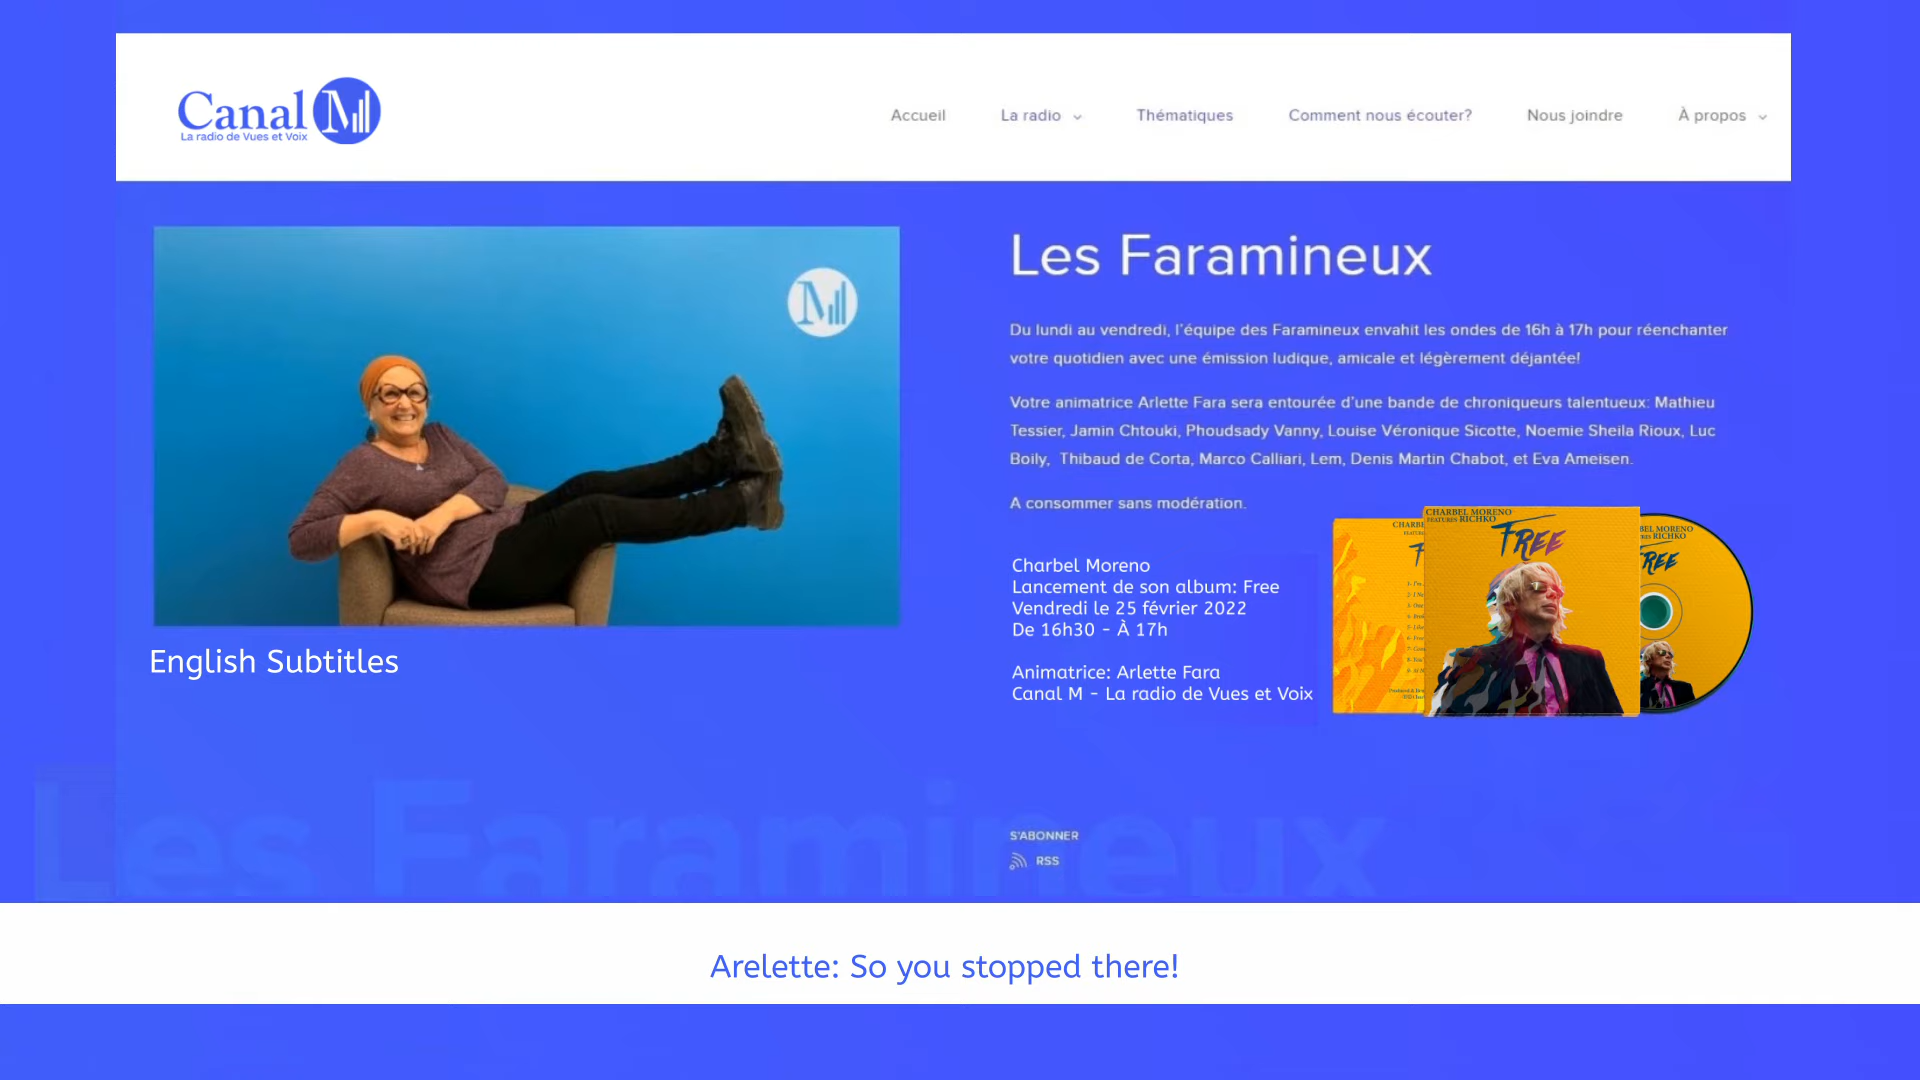 Canal M
La radio de Vues et Voix
Accueil
La radio
Thématiques
Comment nous écouter?
Nous joindre
À propos
M
Les Faramineux
Du lundi au vendredi, l'équipe des Faramineux envahit les ondes de 16h à 17h pour réenchanter
votre quotidien avec une émission ludique, amicale et légèrement déjantée!
Votre animatrice Arlette Fara sera entourée d'une bande de chroniqueurs talentueux: Mathieu
Tessier, Jamin Chtouki, Phoudsady Vanny, Louise Véronique Sicotte, Noemie Sheila Rioux, Luc
Boily, Thibaud de Corta, Marco Calliari, Lem, Denis Martin Chabot, et Eva Ameisen.
A consommer sans modération.
CHARBEL MORENO
FEATURES RICHKO
FREE
Charbel Moreno
Lancement de son album: Free
Vendredi le 25 février 2022
De 16h30 - À 17h
Animatrice: Arlette Fara
Canal M - La radio de Vues et Voix
English Subtitles
Les Faramineux
S'ABONNER
RSS
Arelette: So you stopped there!